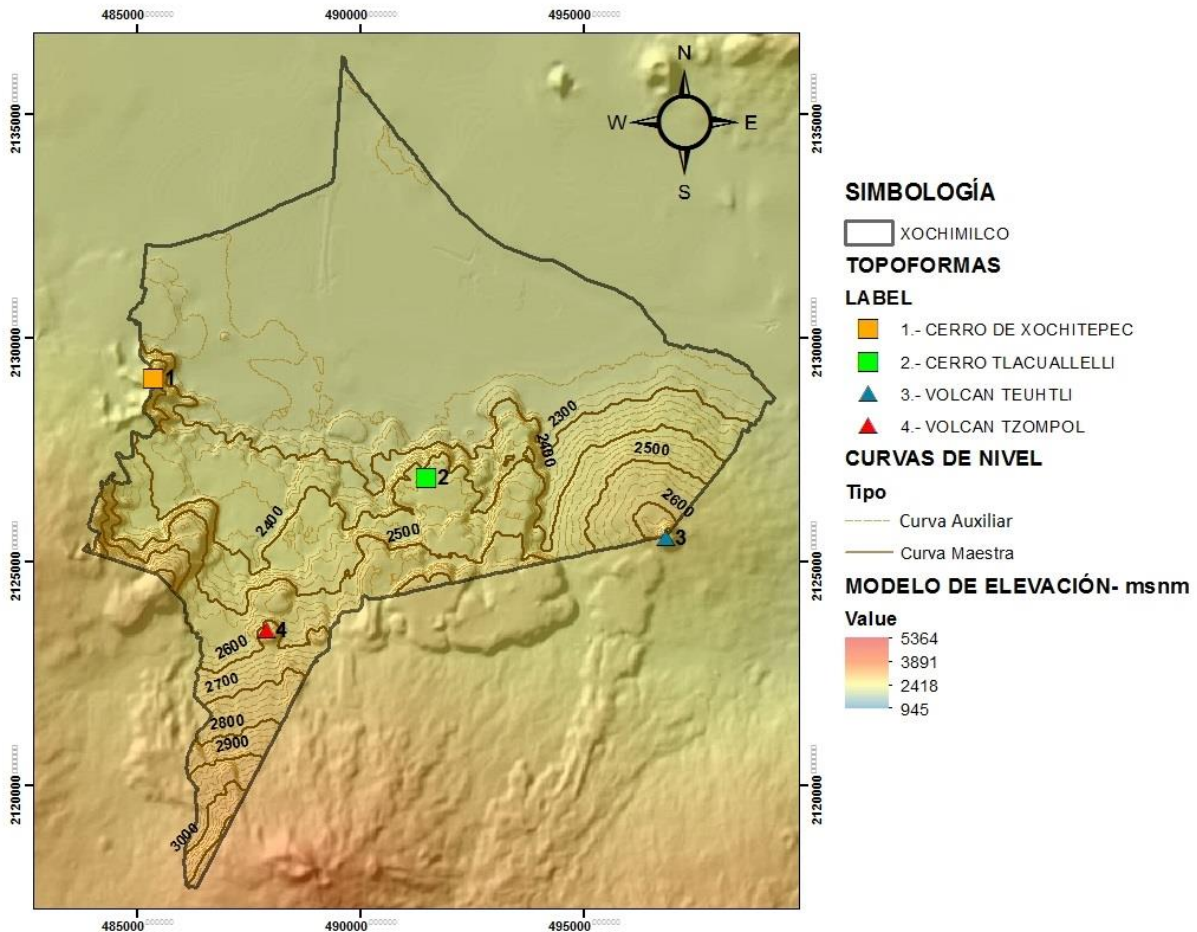 485000
490000
495000
2135000
2130000
2125000
2120000
N
W
E
S
1
2
3
4
2300
2400
2500
2600
2400
2500
2600
2700
2800
2900
3000
2135000
2130000
2125000
2120000
485000
490000
495000
SIMBOLOGÍA
XOCHIMILCO
TOPOFORMAS
LABEL
1.- CERRO DE XOCHITEPEC
2.- CERRO TLACUALLELLI
3.- VOLCAN TEUHTLI
4.- VOLCAN TZOMPOL
CURVAS DE NIVEL
Tipo
Curva Auxiliar
Curva Maestra
MODELO DE ELEVACIÓN- msnm
Value
5364
3891
2418
945